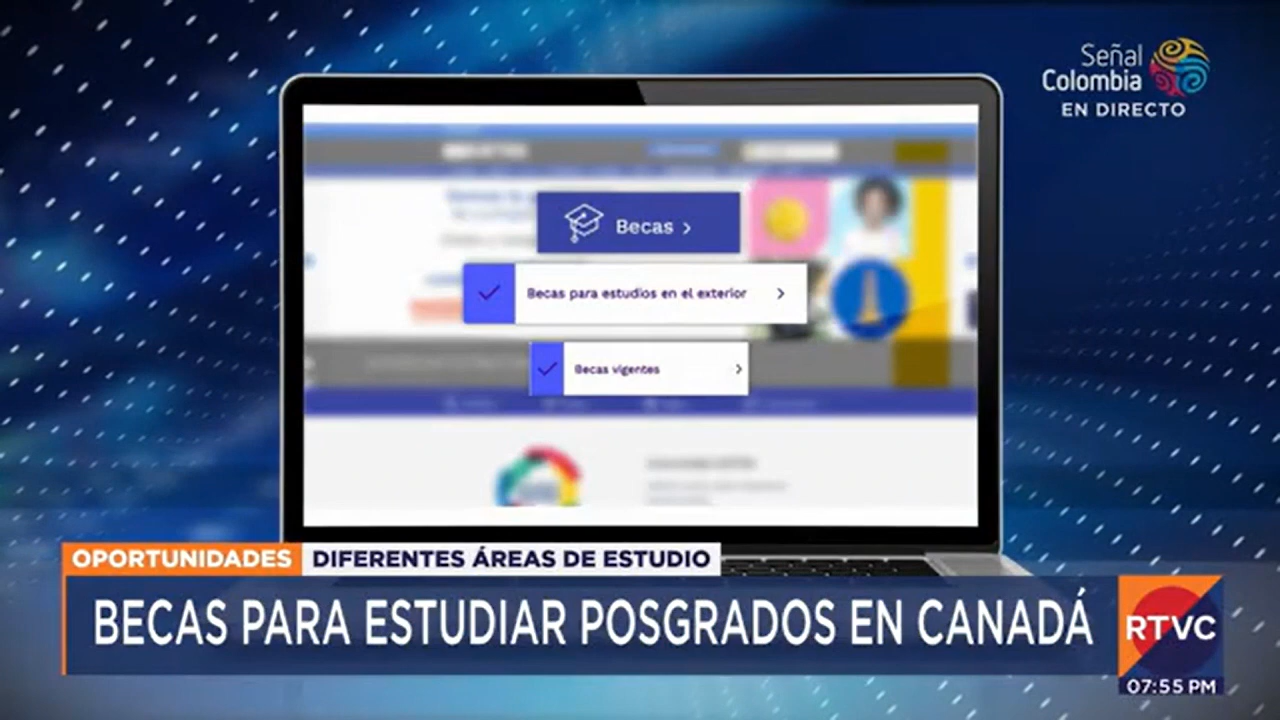 Señal
Colombia
EN DIRECTO
Becas
Becas para estudios en el exterior
Becas vigentes
OPORTUNIDADES
DIFERENTES ÁREAS DE ESTUDIO
BECAS PARA ESTUDIAR POSGRADOS EN CANADÁ
RTVC
07:55 PM